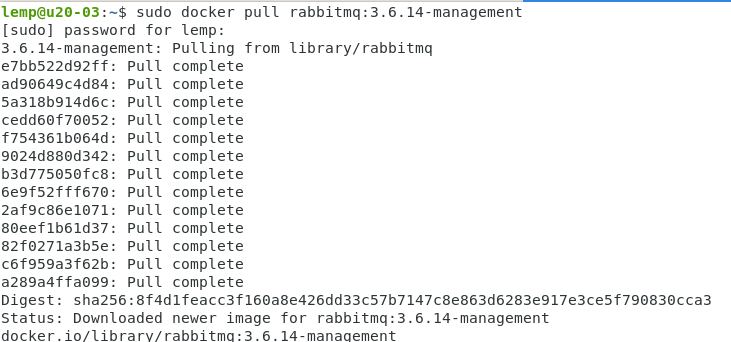 lemp@u20-03:~$ sudo docker pull rabbitmq:3.6.14-management
[sudo] password for lemp:
3.6.14-management: Pulling from library/rabbitmq
e7bb522d92ff: Pull complete
ad90649c4d84: Pull complete
5a318b914d6c: Pull complete
cedd60f70052: Pull complete
f754361b064d: Pull complete
9024d880d342: Pull complete
b3d775050fc8: Pull complete
6e9f52fff670: Pull complete
2af9c86e1071: Pull complete
80eef1b61d37: Pull complete
82f0271a3b5e: Pull complete
c6f959a3f62b: Pull complete
a289a4ffa099: Pull complete
Digest: sha256:8f4d1feacc3f160a8e426dd33c57b7147c8e863d6283e917e3ce5f790830cca3
Status: Downloaded newer image for rabbitmq:3.6.14-management
docker.io/library/rabbitmq:3.6.14-management